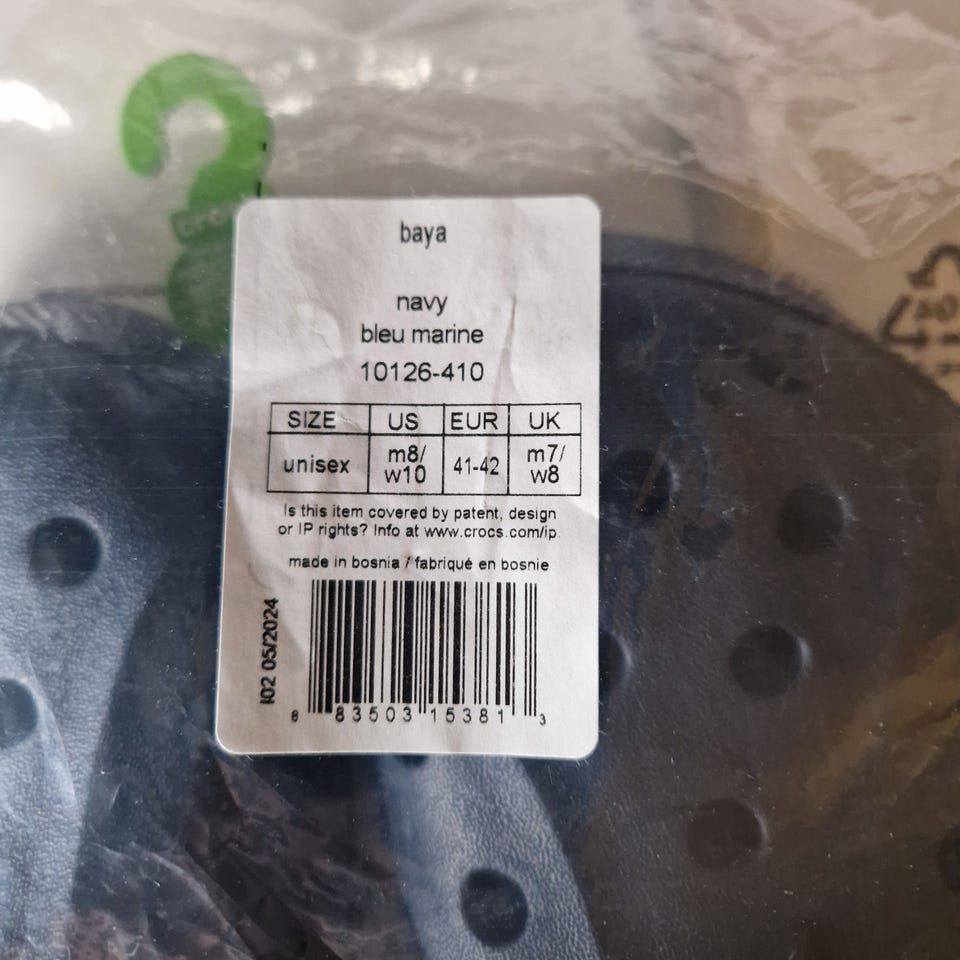 baya
navy
bleu marine
10126-410
SIZE US EUR UK
unisex m8/ w10 41-42 m7/ w8
Is this item covered by patent, design
or IP rights? Info at www.crocs.com/ip
made in bosnia / fabriqué en bosnie
I02 05/2024
8 83503 15381 3